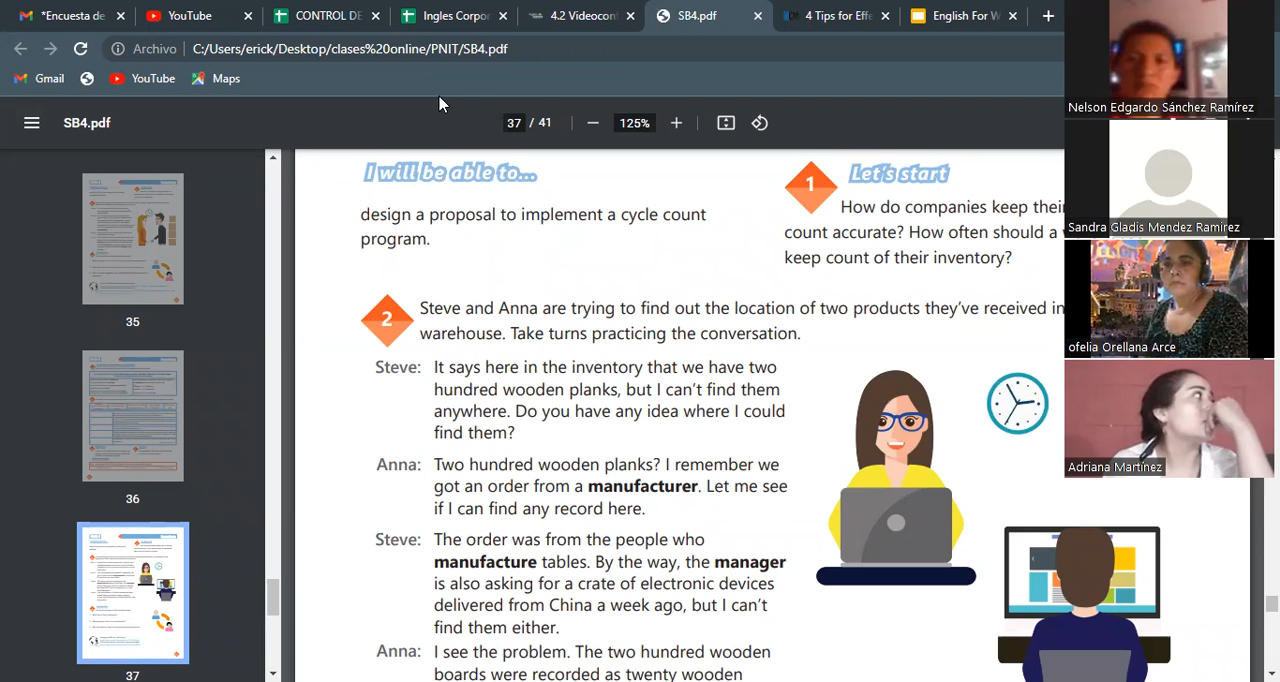 *Encuesta de
YouTube
CONTROL DE
Ingles Corpor
4.2 Videocont
SB4.pdf
4 Tips for Effe
English For W
Archivo
C:/Users/erick/Desktop/clases%20online/PNIT/SB4.pdf
Gmail
YouTube
Maps
SB4.pdf
37 / 41
125%
35
36
37
I will be able to...
design a proposal to implement a cycle count
program.
1
Let's start
How do companies keep their
count accurate? How often should a
keep count of their inventory?
2
Steve and Anna are trying to find out the location of two products they've received in
warehouse. Take turns practicing the conversation.
Steve: It says here in the inventory that we have two
hundred wooden planks, but I can't find them
anywhere. Do you have any idea where I could
find them?
Anna: Two hundred wooden planks? I remember we
got an order from a manufacturer. Let me see
if I can find any record here.
Steve: The order was from the people who
manufacture tables. By the way, the manager
is also asking for a crate of electronic devices
delivered from China a week ago, but I can't
find them either.
Anna: I see the problem. The two hundred wooden
boards were recorded as twenty wooden
Nelson Edgardo Sánchez Ramírez
Sandra Gladis Mendez Ramirez
ofelia Orellana Arce
Adriana Martínez